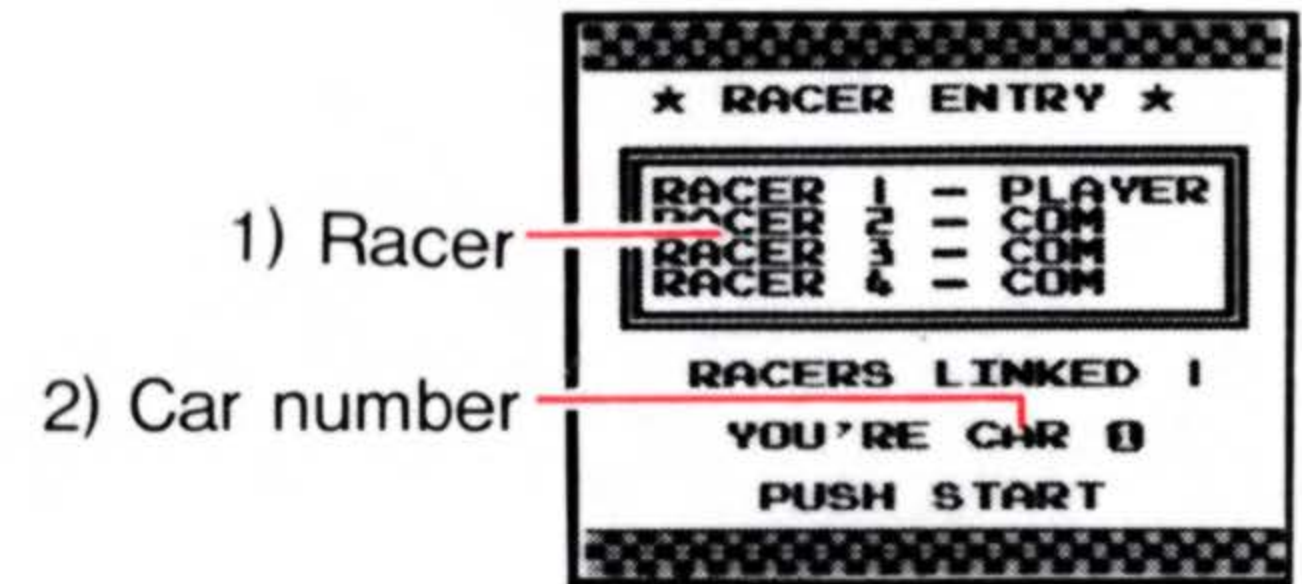 ★ RACER ENTRY ★
RACER 1 - PLAYER
RACER 2 - COM
RACER 3 - COM
RACER 4 - COM
RACERS LINKED 1
YOU'RE CAR 1
PUSH START
1) Racer
2) Car number